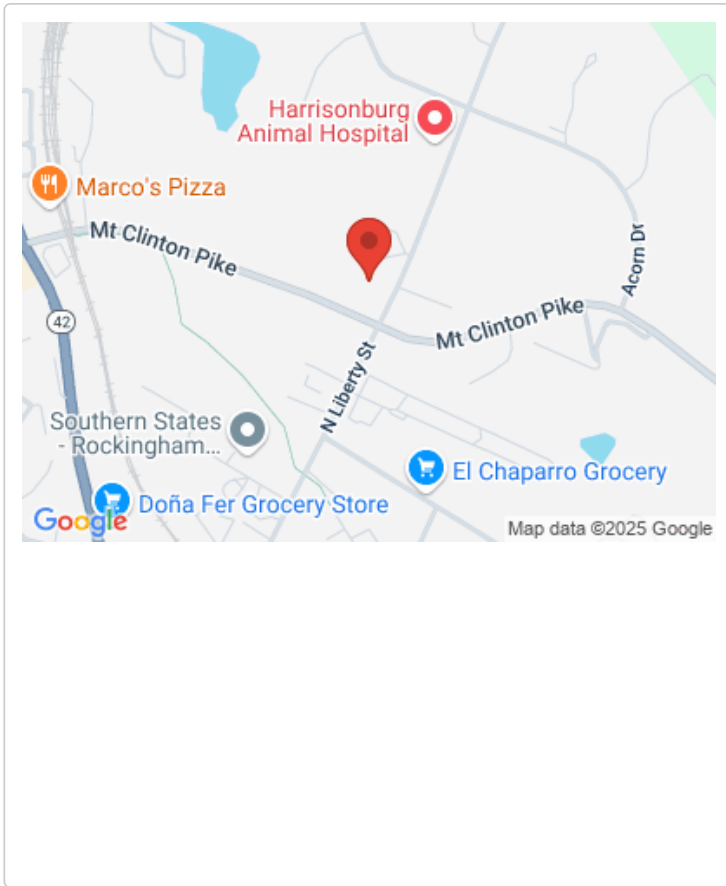 Harrisonburg
Animal Hospital
Marco's Pizza
Mt Clinton Pike
Acorn Dr
42
Mt Clinton Pike
N Liberty St
Southern States
- Rockingham...
El Chaparro Grocery
Doña Fer Grocery Store
Google
Map data ©2025 Google